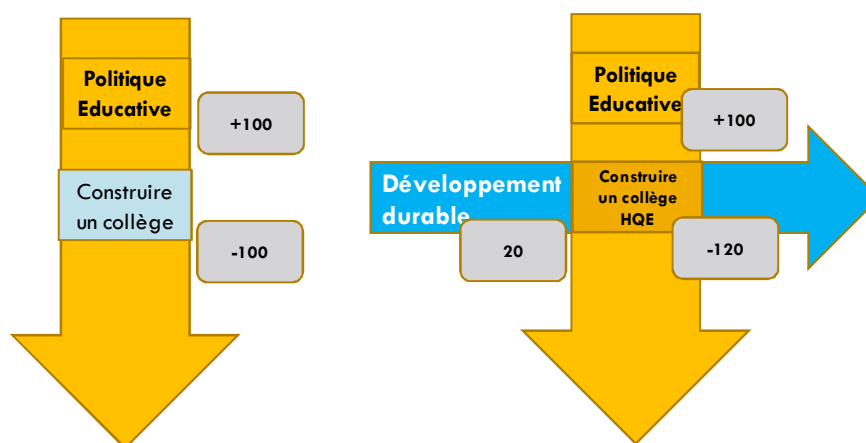 Politique
Educative
+100
Construire
un collège
-100
Politique
Educative
+100
Développement
durable
Construire
un collège
HQE
20
-120